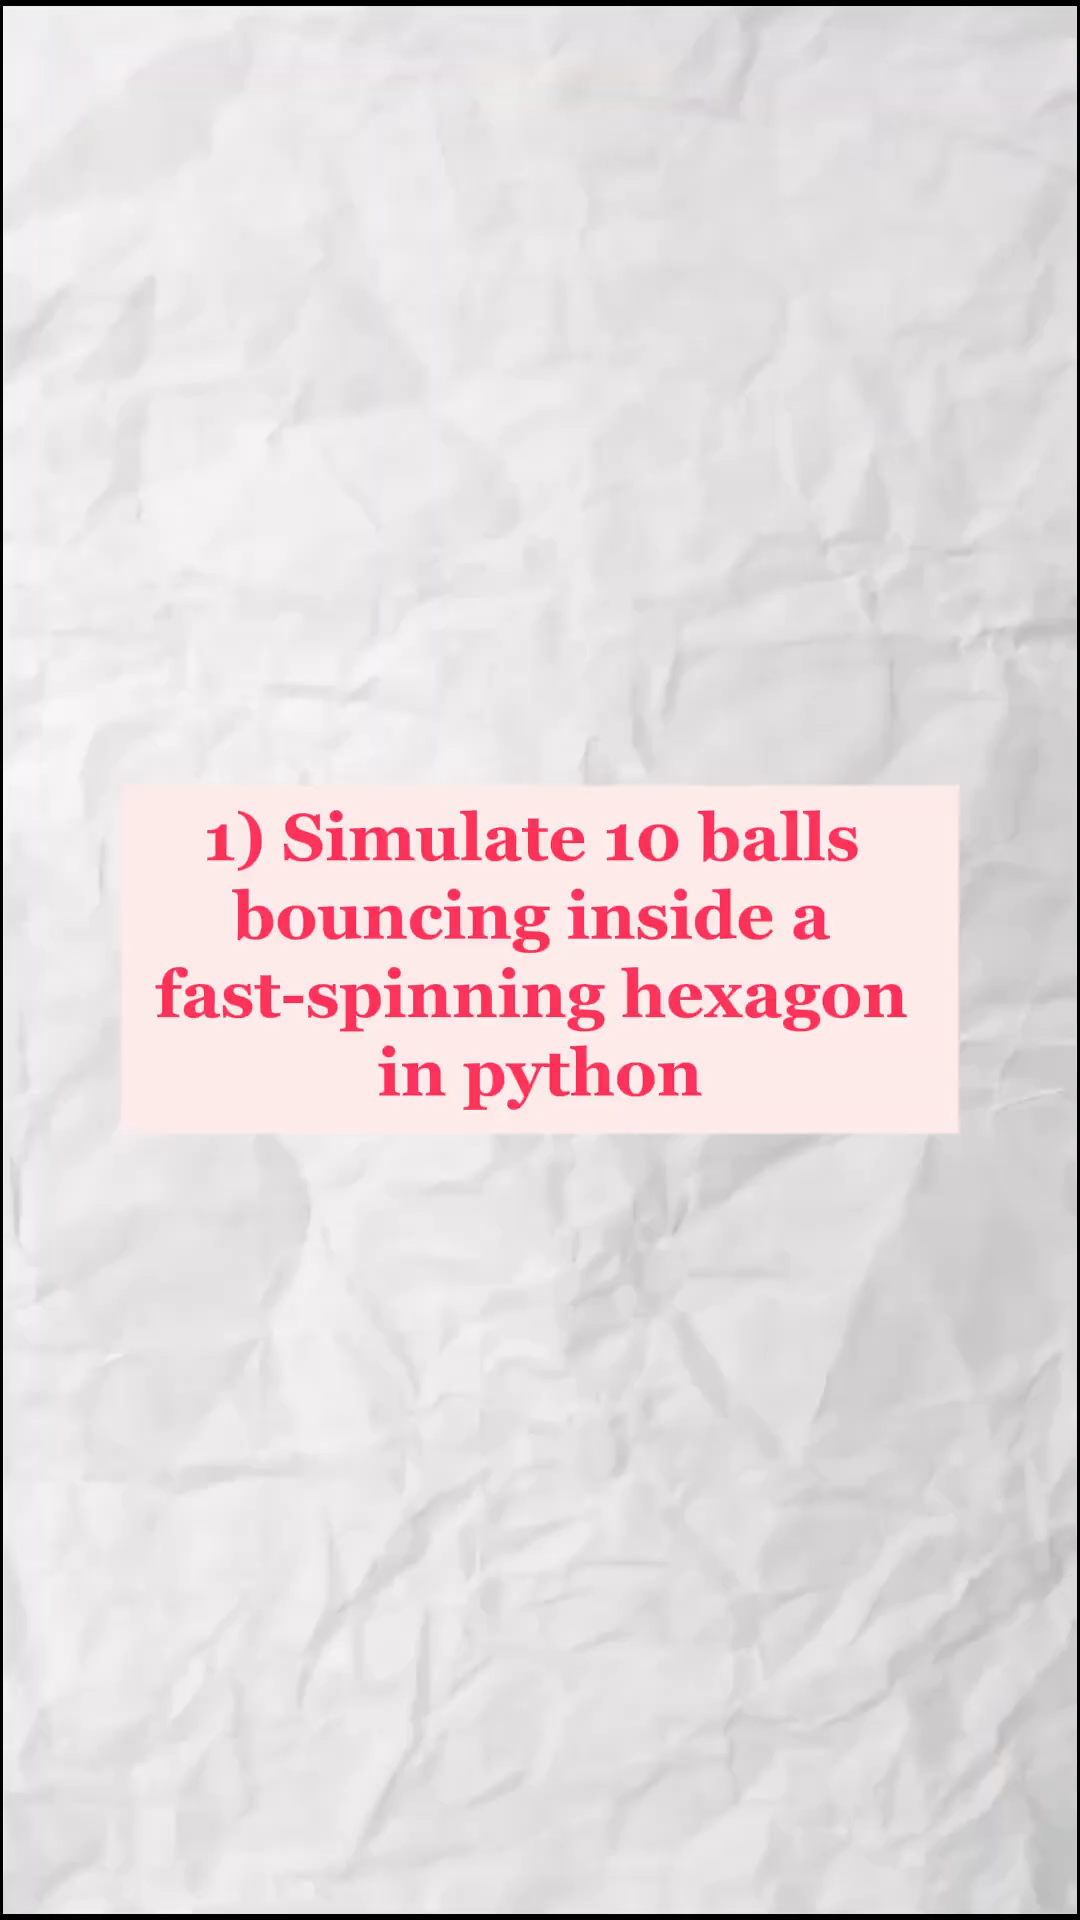 1) Simulate 10 balls
bouncing inside a
fast-spinning hexagon
in python